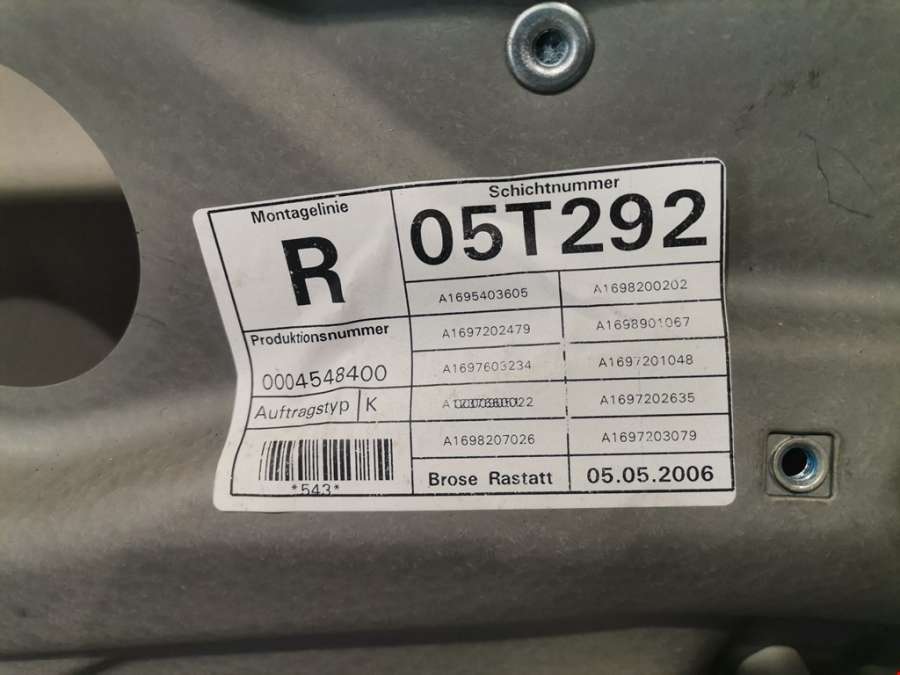 Montagelinie
R
Schichtnummer
05T292
Produktionsnummer
0004548400
Auftragstyp K
*543*
A1695403605 A1698200202
A1697202479 A1698901067
A1697603234 A1697201048
A1697202635
A1698207026 A1697203079
Brose Rastatt 05.05.2006